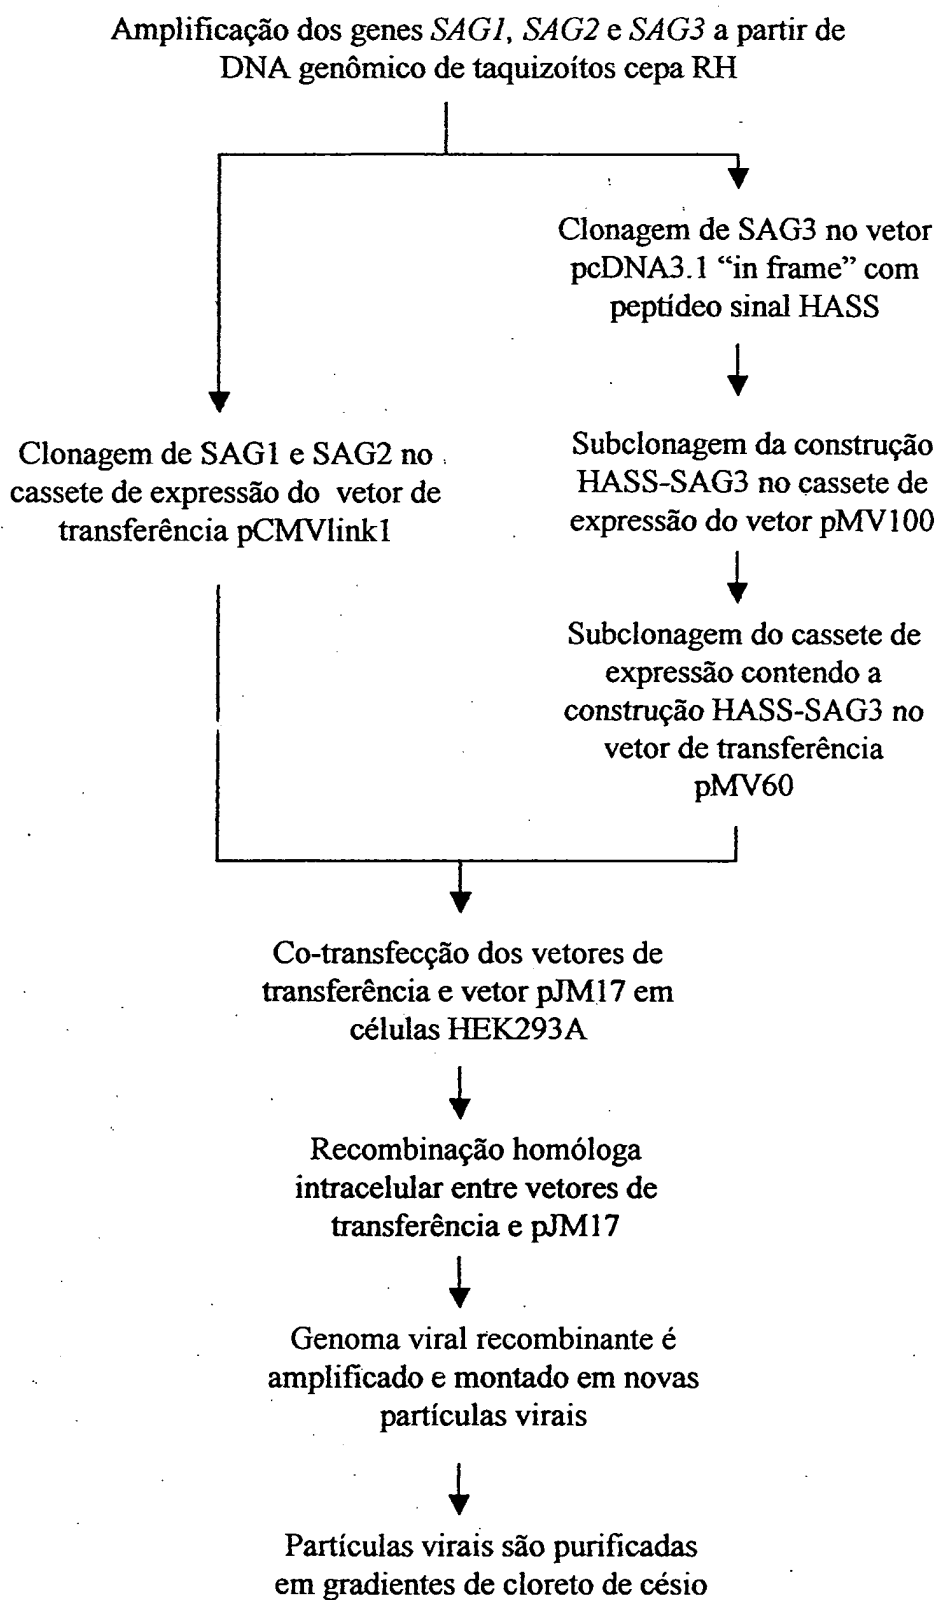 Amplificação dos genes SAG1, SAG2 e SAG3 a partir de
DNA genômico de taquizoítos cepa RH
Clonagem de SAG3 no vetor
pcDNA3.1 “in frame” com
peptídeo sinal HASS
Clonagem de SAG1 e SAG2 no
cassete de expressão do vetor de
transferência pCMVlink1
Subclonagem da construção
HASS-SAG3 no cassete de
expressão do vetor pMV100
Subclonagem do cassete de
expressão contendo a
construção HASS-SAG3 no
vetor de transferência
pMV60
Co-transfecção dos vetores de
transferência e vetor pJM17 em
células HEK293A
Recombinação homóloga
intracelular entre vetores de
transferência e pJM17
Genoma viral recombinante é
amplificado e montado em novas
partículas virais
Partículas virais são purificadas
em gradientes de cloreto de césio